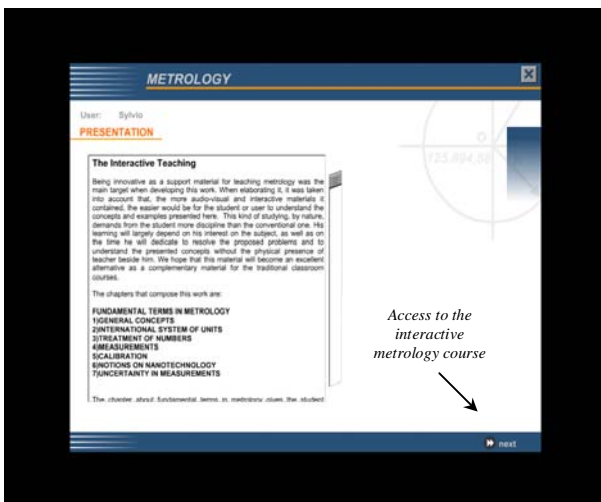 METROLOGY
User: Sylvio
PRESENTATION
The Interactive Teaching
Being innovative as a support material for teaching metrology was the
main target when developing this work. When elaborating it, it was taken
into account that, the more audio-visual and interactive materials it
contained, the easier would be for the student or user to understand the
concepts and examples presented here. This kind of studying, by nature,
demands from the student more discipline than the conventional one. His
learning will largely depend on his interest on the subject, as well as on
the time he will dedicate to resolve the proposed problems and to
understand the presented concepts without the physical presence of
teacher beside him. We hope that this material will become an excellent
alternative as a complementary material for the traditional classroom
courses.
The chapters that compose this work are:
FUNDAMENTAL TERMS IN METROLOGY
1)GENERAL CONCEPTS
2)INTERNATIONAL SYSTEM OF UNITS
3)TREATMENT OF NUMBERS
4)MEASUREMENTS
5)CALIBRATION
6)NOTIONS ON NANOTECHNOLOGY
7)UNCERTAINTY IN MEASUREMENTS
The chapter about fundamental terms in metrology gives the student
Access to the
interactive
metrology course
next